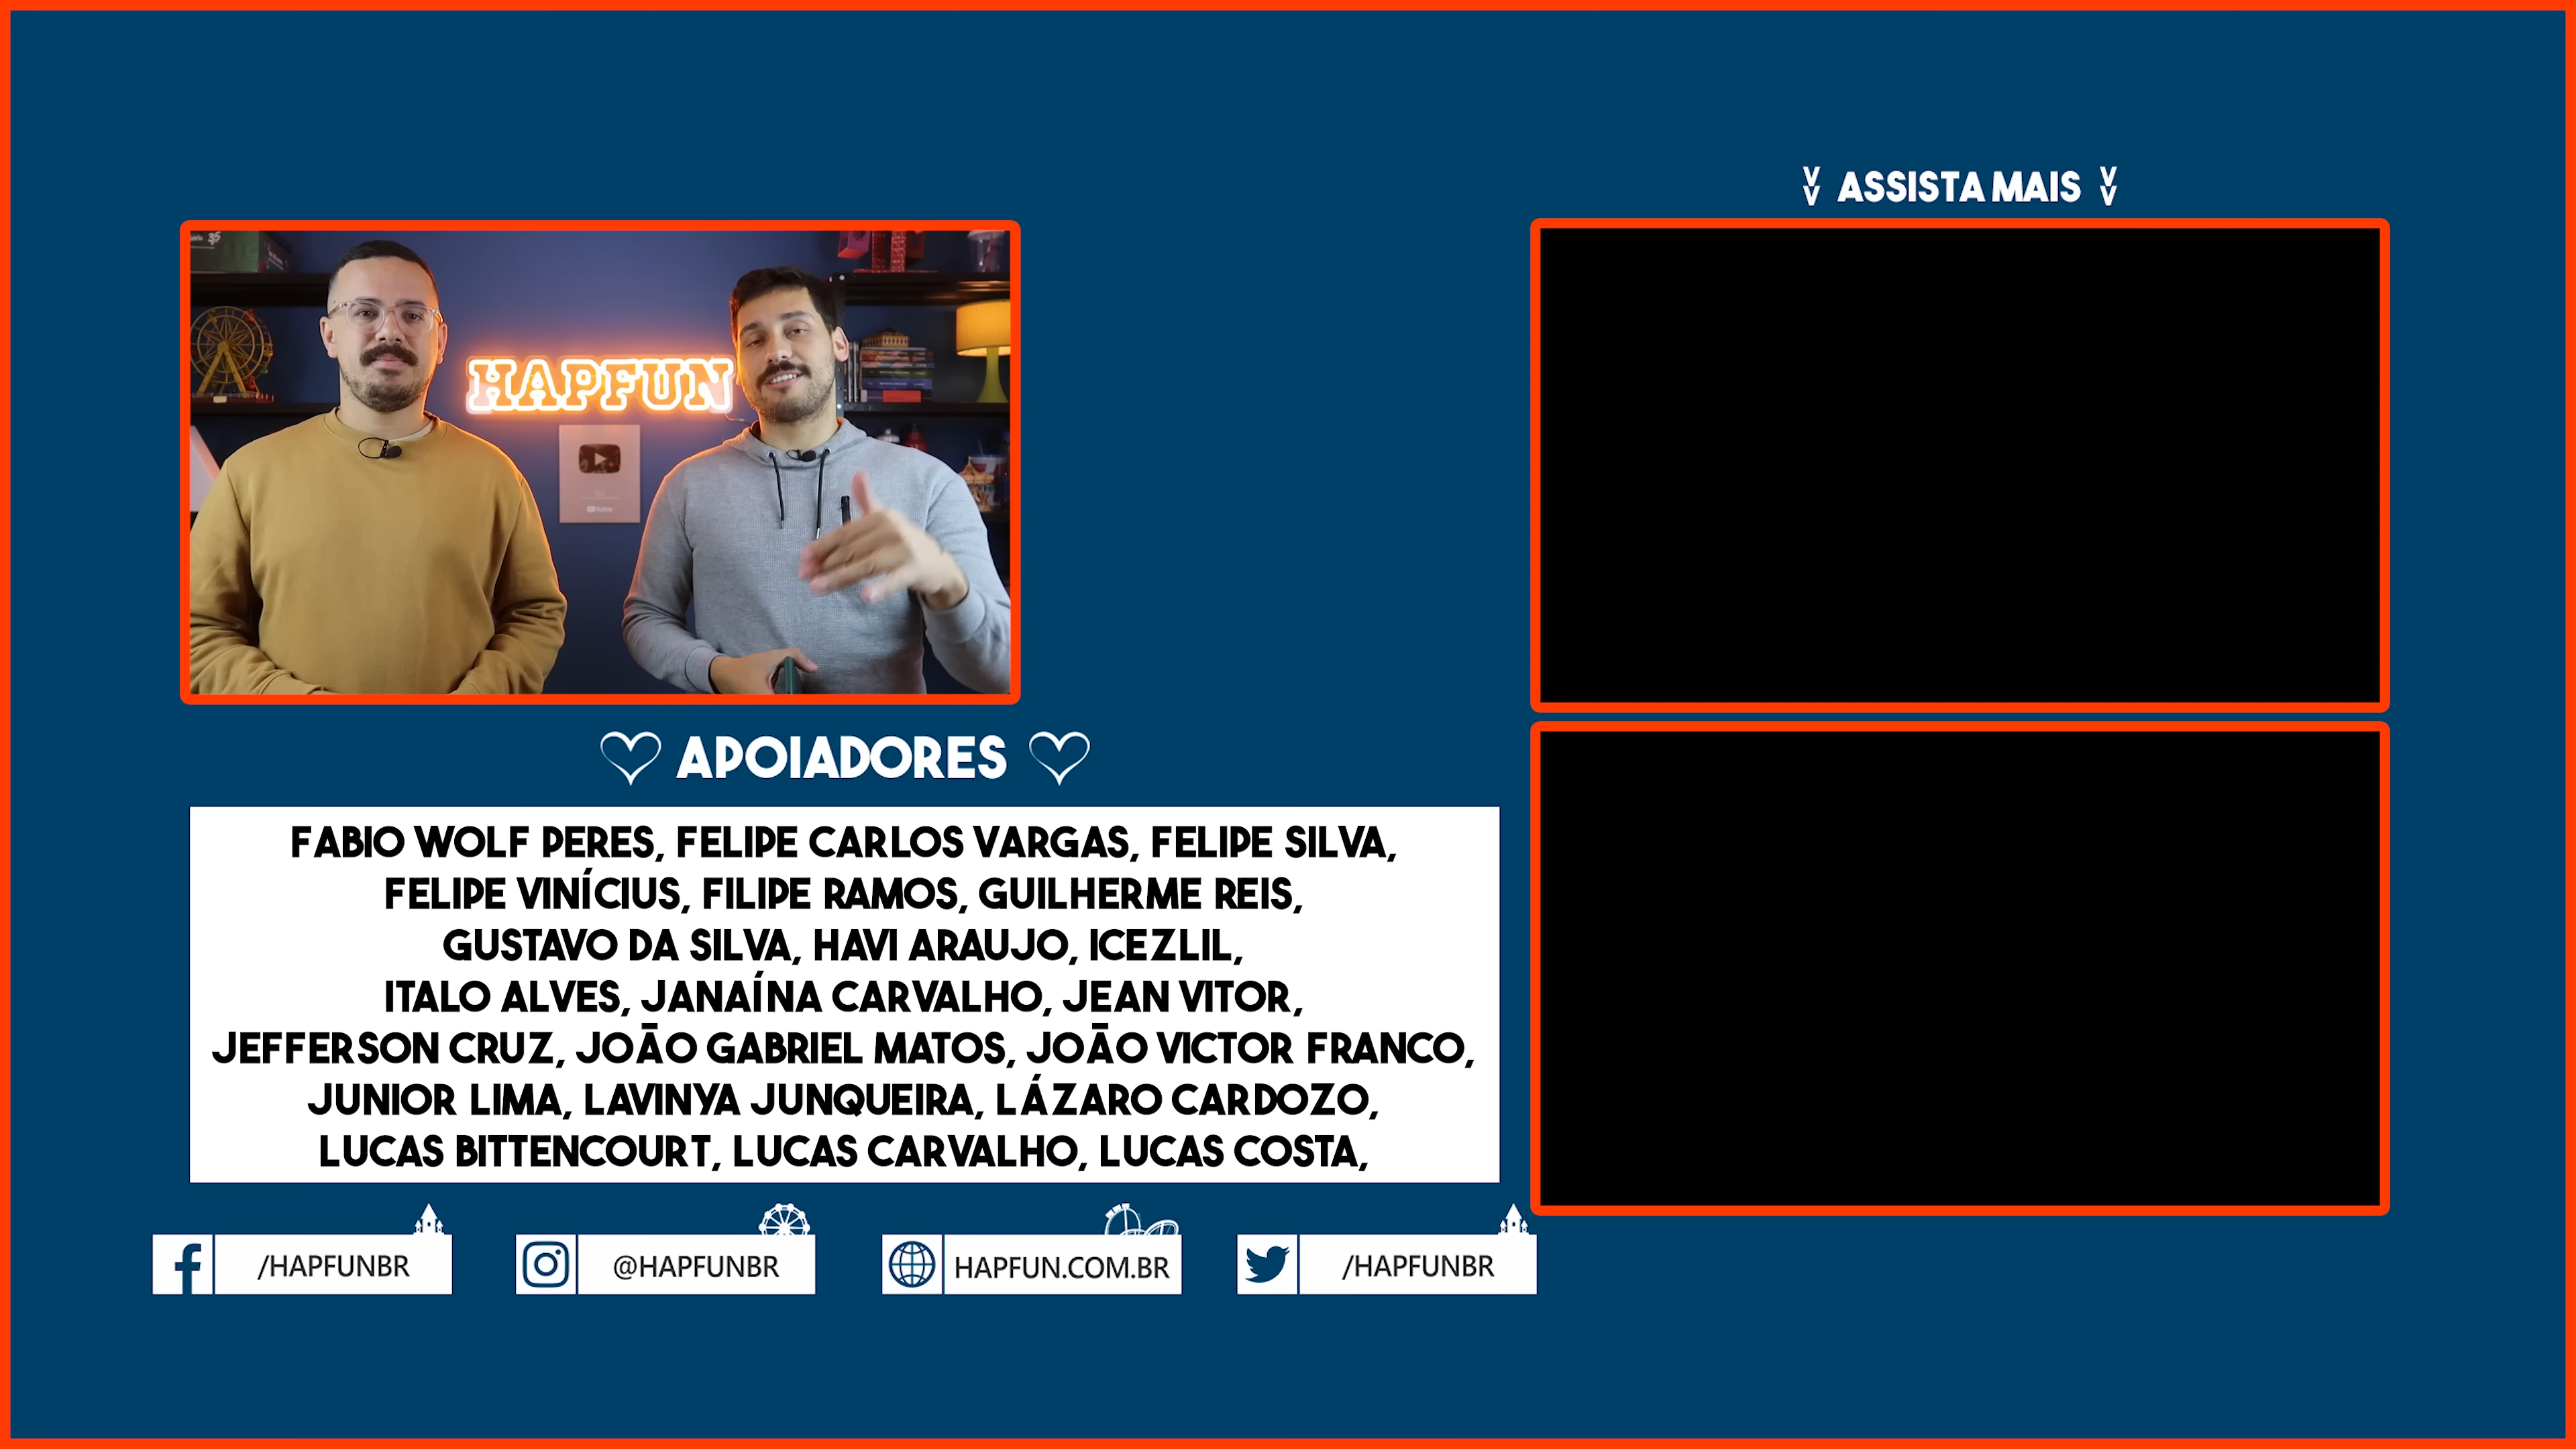 ASSISTA MAIS
HAPFUN
YouTube
APOIADORES
FABIO WOLF PERES, FELIPE CARLOS VARGAS, FELIPE SILVA,
FELIPE VINÍCIUS, FILIPE RAMOS, GUILHERME REIS,
GUSTAVO DA SILVA, HAVI ARAUJO, ICEZLIL,
ITALO ALVES, JANAÍNA CARVALHO, JEAN VITOR,
JEFFERSON CRUZ, JOÃO GABRIEL MATOS, JOÃO VICTOR FRANCO,
JUNIOR LIMA, LAVINYA JUNQUEIRA, LÁZARO CARDOZO,
LUCAS BITTENCOURT, LUCAS CARVALHO, LUCAS COSTA,
/HAPFUNBR
@HAPFUNBR
HAPFUN.COM.BR
/HAPFUNBR